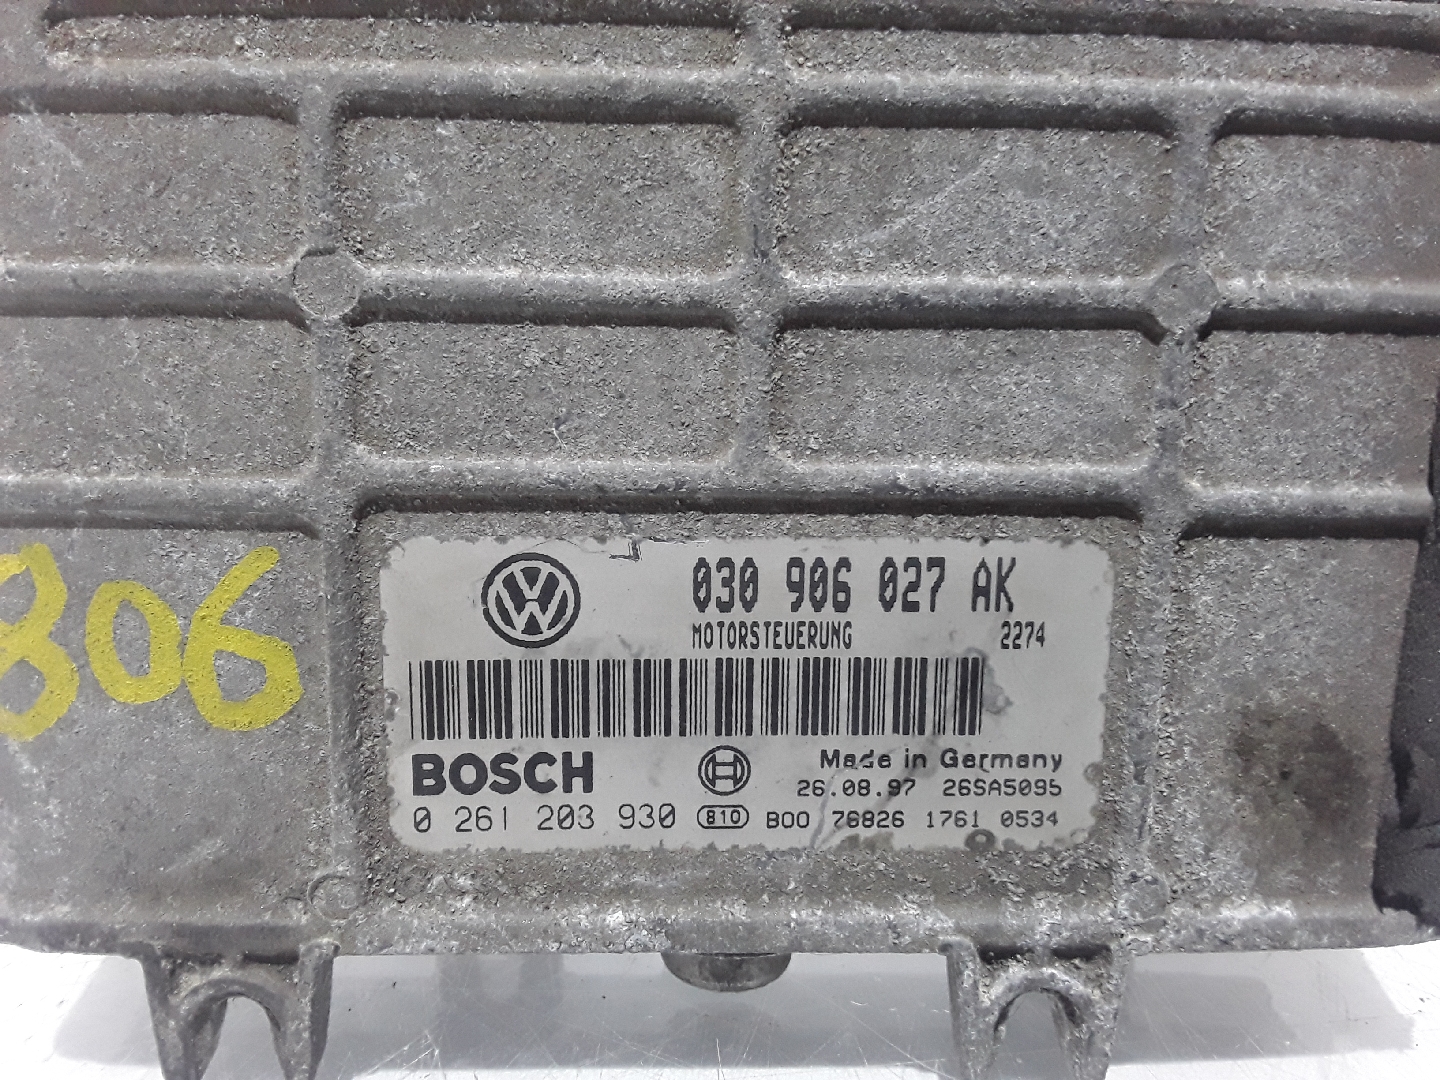 806
030 906 027 AK
MOTORSTEUERUNG 2274
BOSCH
Made in Germany
26.08.97 26SA5095
0 261 203 930 810 B00 76826 1761 0534